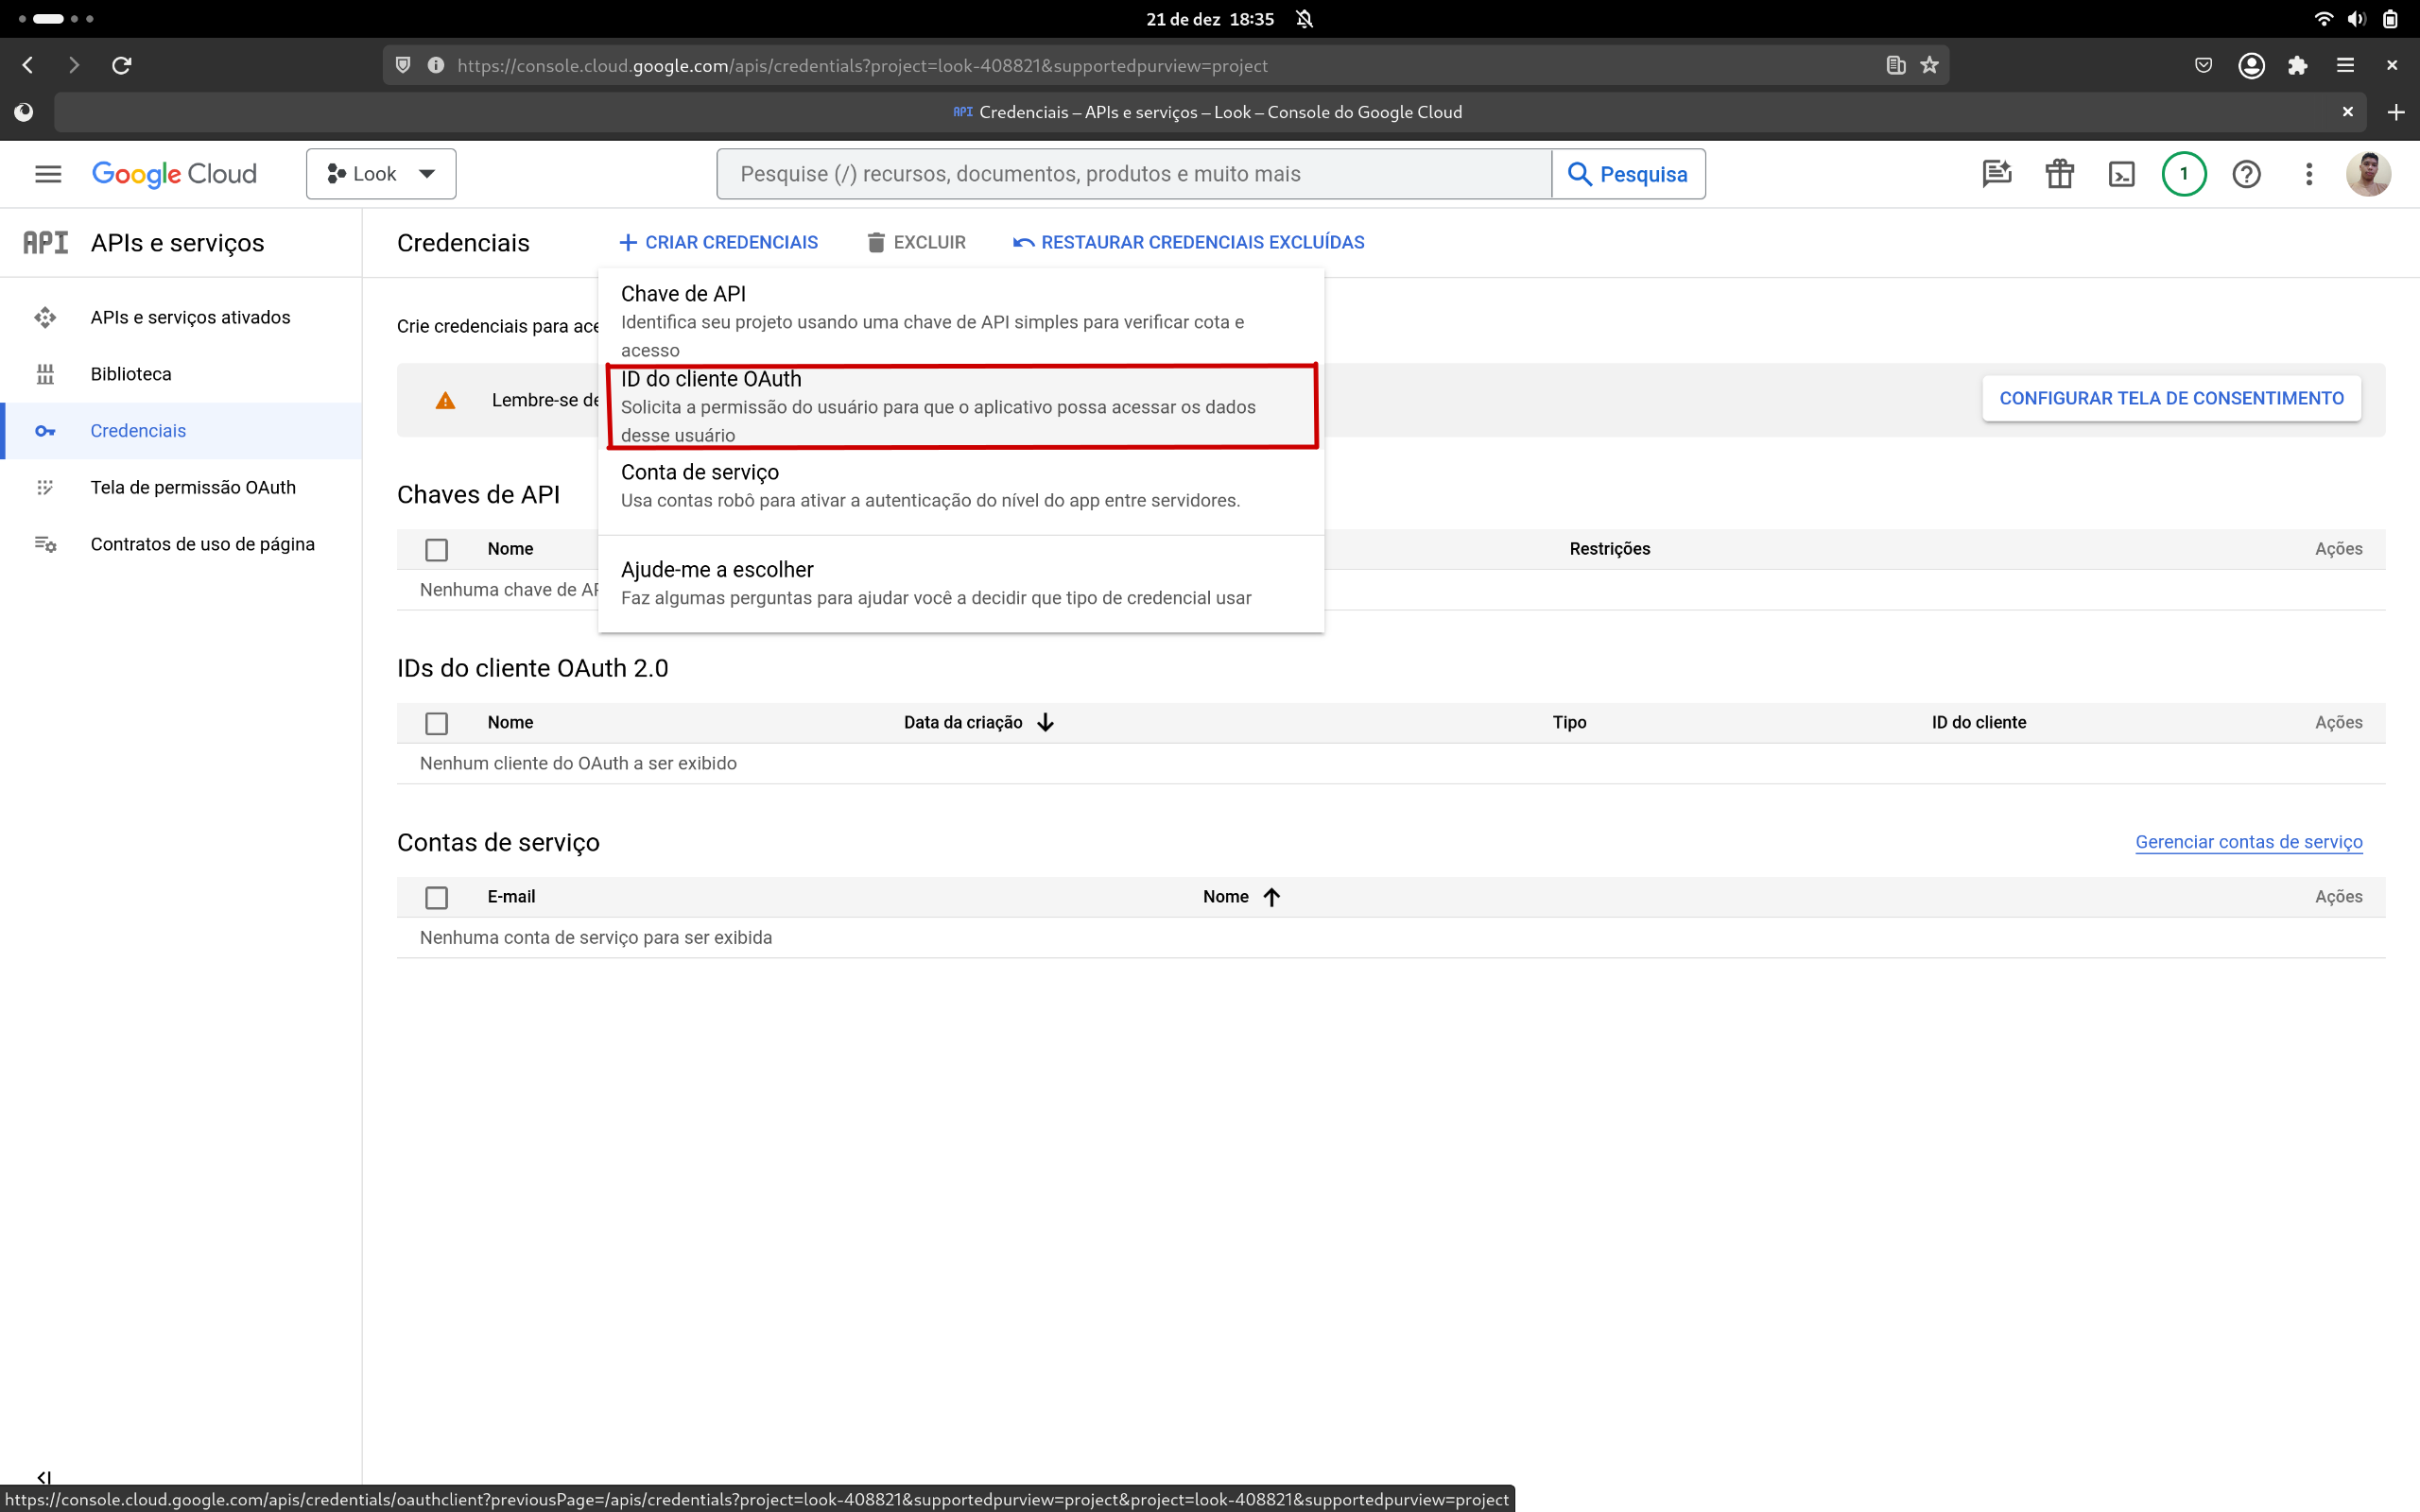 21 de dez 18:35
https://console.cloud.google.com/apis/credentials?project=look-408821&supportedpurview=project
API Credenciais – APIs e serviços – Look – Console do Google Cloud
Google Cloud
Look
Pesquise (/) recursos, documentos, produtos e muito mais
Pesquisa
1
API APIs e serviços
APIs e serviços ativados
Biblioteca
Credenciais
Tela de permissão OAuth
Contratos de uso de página
Credenciais
CRIAR CREDENCIAIS
EXCLUIR
RESTAURAR CREDENCIAIS EXCLUÍDAS
Crie credenciais para ace
Lembre-se de
CONFIGURAR TELA DE CONSENTIMENTO
Chave de API
Identifica seu projeto usando uma chave de API simples para verificar cota e
acesso
ID do cliente OAuth
Solicita a permissão do usuário para que o aplicativo possa acessar os dados
desse usuário
Conta de serviço
Usa contas robô para ativar a autenticação do nível do app entre servidores.
Ajude-me a escolher
Faz algumas perguntas para ajudar você a decidir que tipo de credencial usar
Chaves de API
Nome Restrições Ações
Nenhuma chave de AP
IDs do cliente OAuth 2.0
Nome Data da criação Tipo ID do cliente Ações
Nenhum cliente do OAuth a ser exibido
Contas de serviço
Gerenciar contas de serviço
E-mail Nome Ações
Nenhuma conta de serviço para ser exibida
https://console.cloud.google.com/apis/credentials/oauthclient?previousPage=/apis/credentials?project=look-408821&supportedpurview=project&project=look-408821&supportedpurview=project